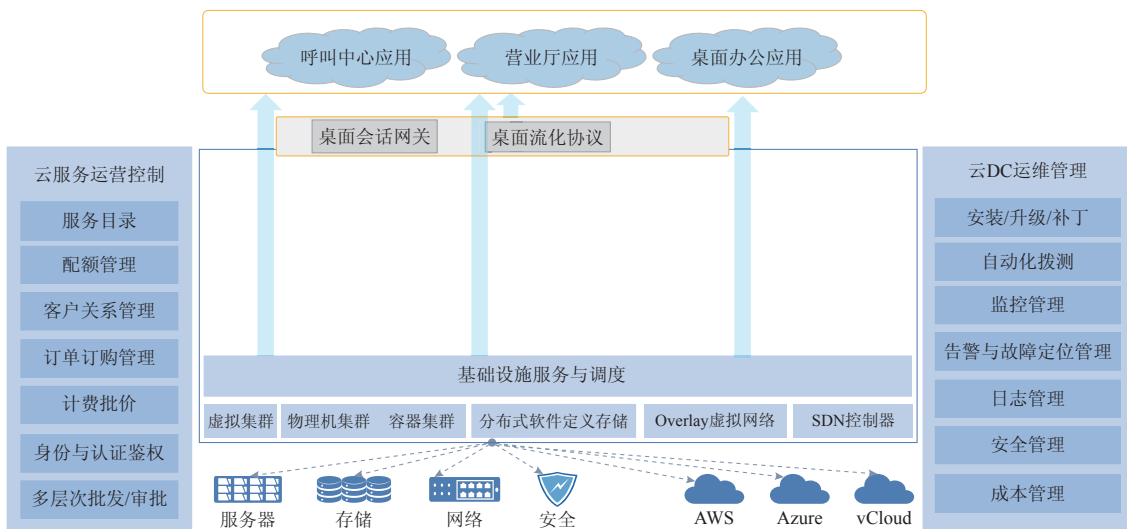 呼叫中心应用
营业厅应用
桌面办公应用
桌面会话网关
桌面流化协议
云服务运营控制
服务目录
配额管理
客户关系管理
订单订购管理
计费批价
身份与认证鉴权
多层次批发/审批
基础设施服务与调度
虚拟集群
物理机集群
容器集群
分布式软件定义存储
Overlay虚拟网络
SDN控制器
服务器
存储
网络
安全
AWS
Azure
vCloud
云DC运维管理
安装/升级/补丁
自动化拨测
监控管理
告警与故障定位管理
日志管理
安全管理
成本管理